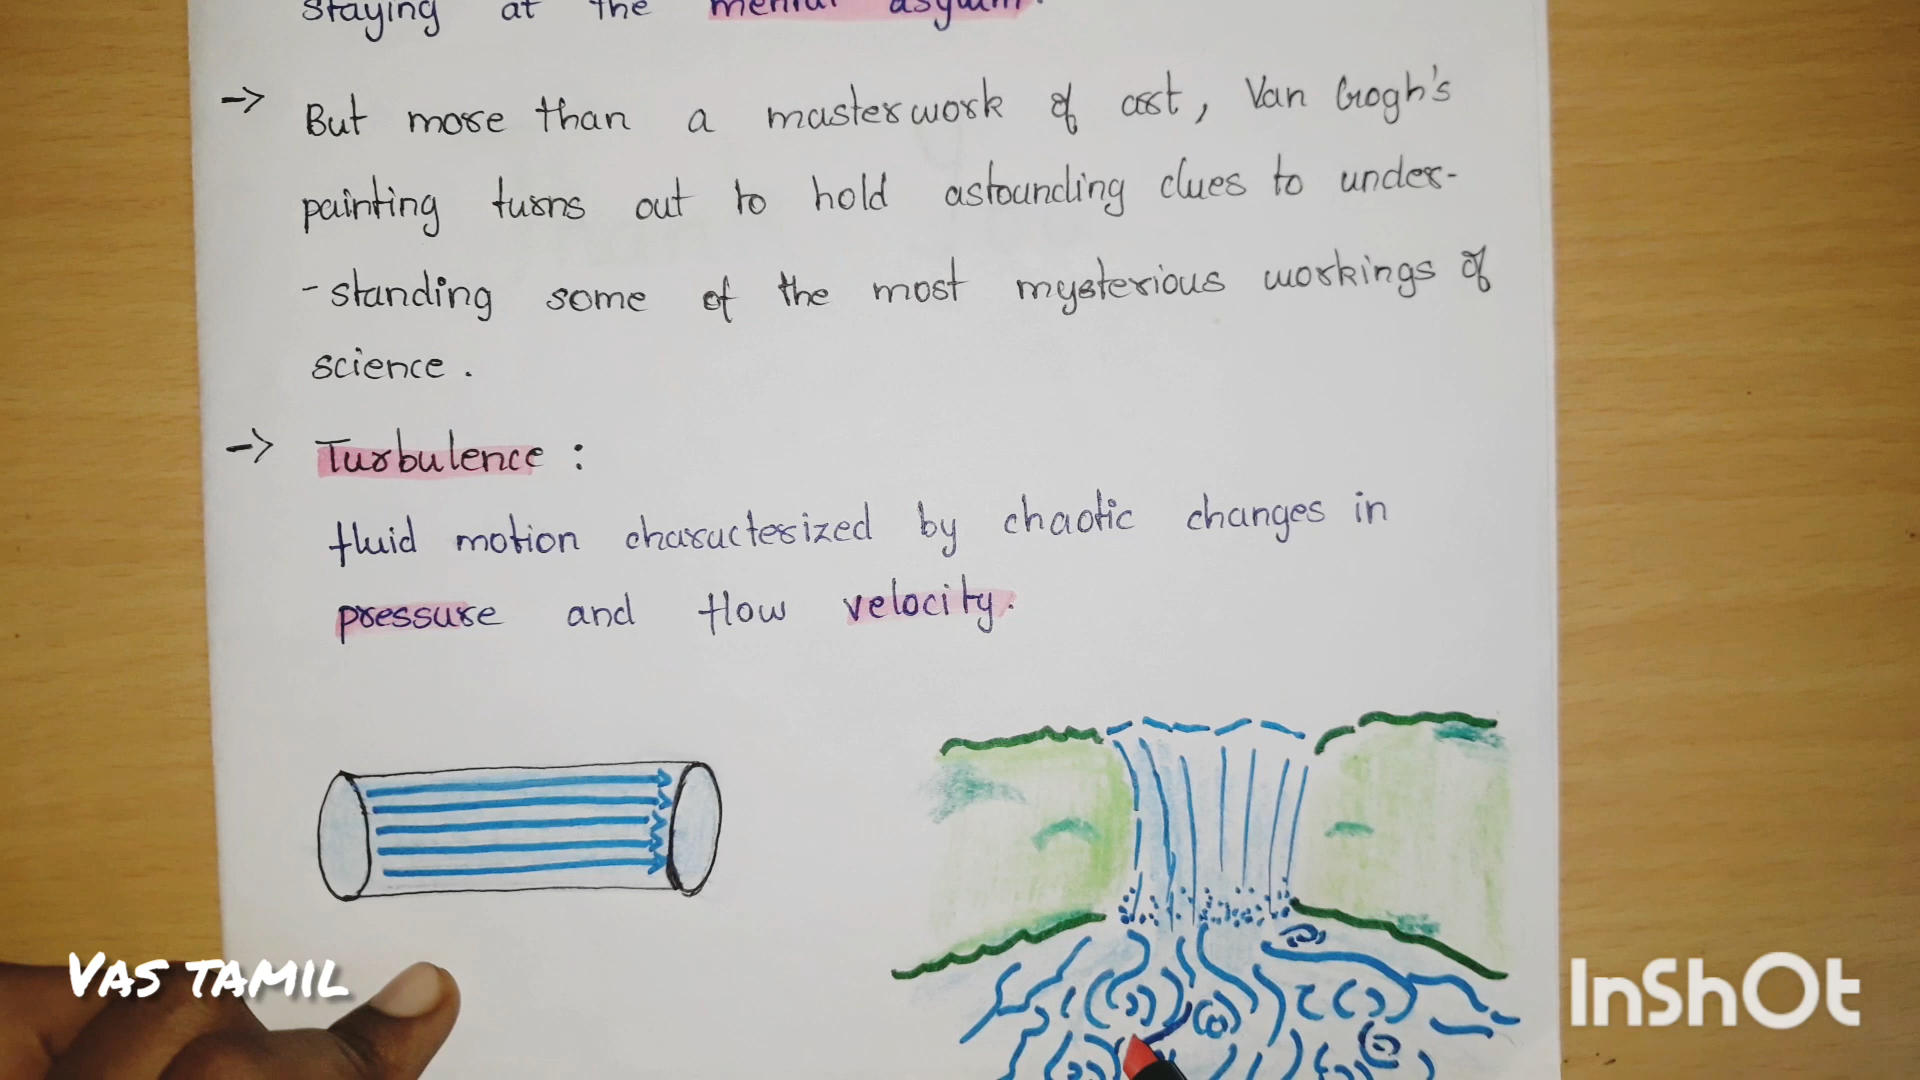 staying at the mental asylum.
→ But more than a masterwork of art, Van Gogh's
painting turns out to hold astounding clues to under-
-standing some of the most mysterious workings of
science.
→ Turbulence :
fluid motion characterized by chaotic changes in
pressure and flow velocity.
VAS TAMIL
InShOt